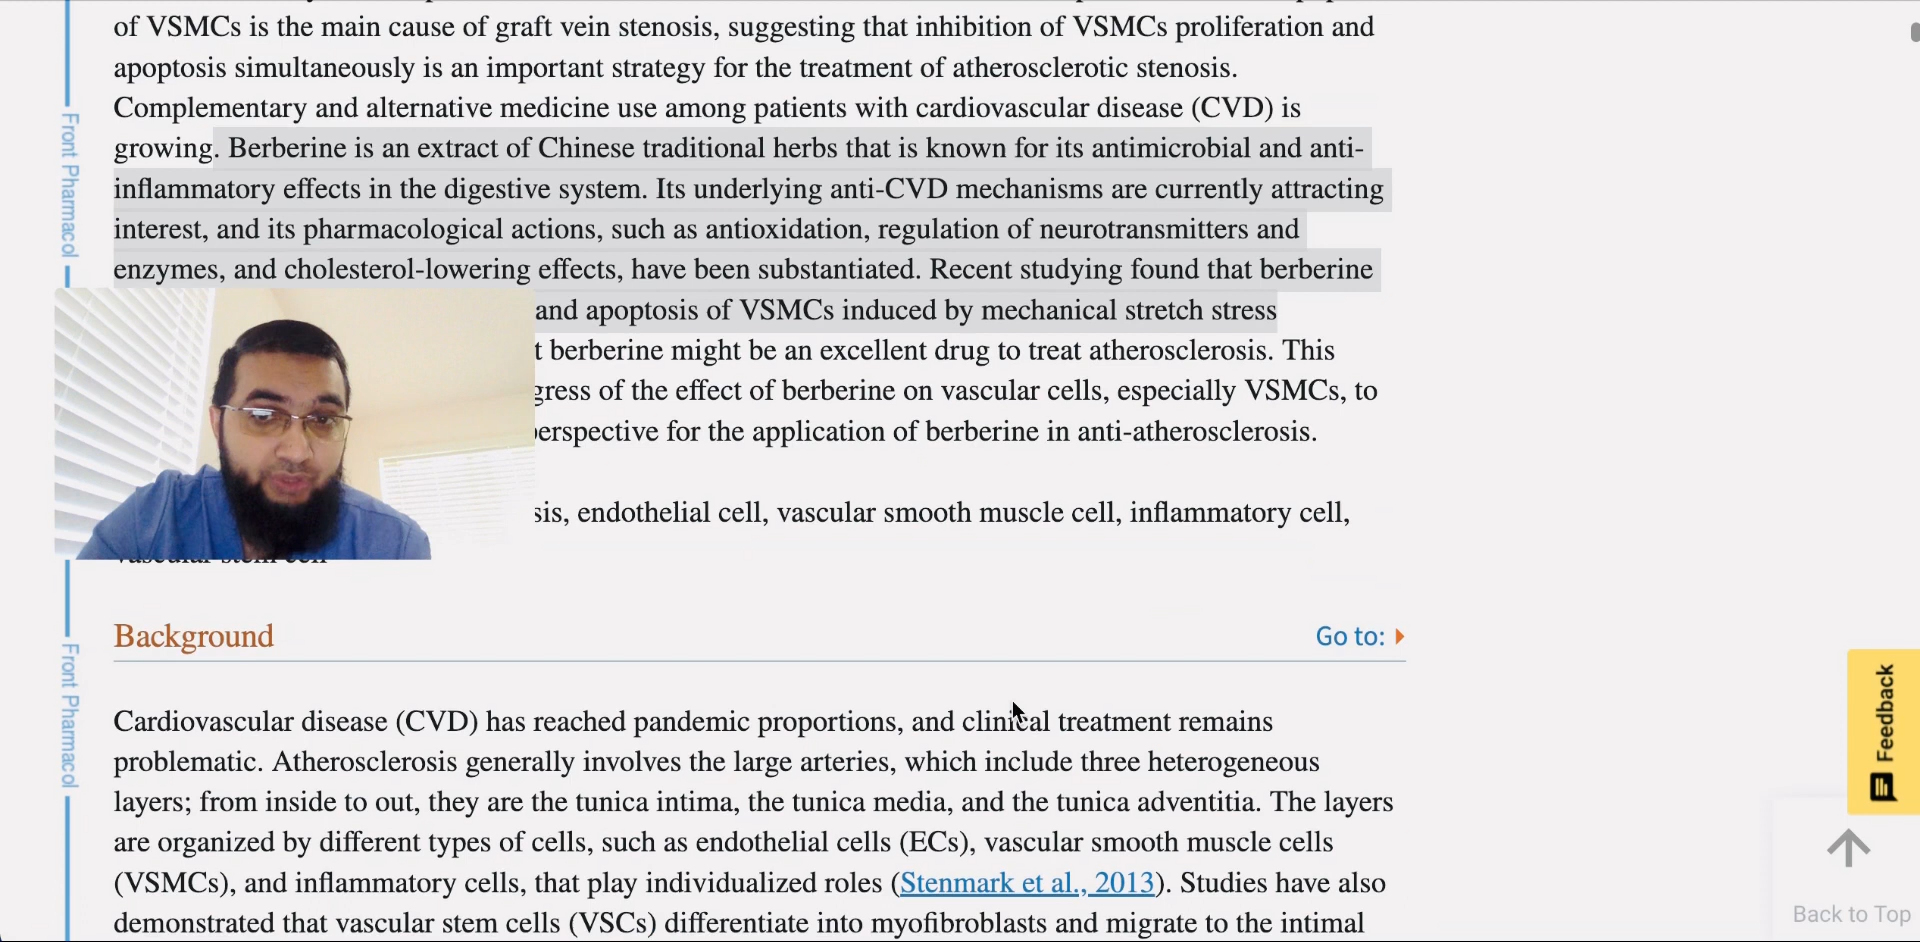 of VSMCs is the main cause of graft vein stenosis, suggesting that inhibition of VSMCs proliferation and
apoptosis simultaneously is an important strategy for the treatment of atherosclerotic stenosis.
Complementary and alternative medicine use among patients with cardiovascular disease (CVD) is
growing. Berberine is an extract of Chinese traditional herbs that is known for its antimicrobial and anti-
inflammatory effects in the digestive system. Its underlying anti-CVD mechanisms are currently attracting
interest, and its pharmacological actions, such as antioxidation, regulation of neurotransmitters and
enzymes, and cholesterol-lowering effects, have been substantiated. Recent studying found that berberine
and apoptosis of VSMCs induced by mechanical stretch stress
t berberine might be an excellent drug to treat atherosclerosis. This
gress of the effect of berberine on vascular cells, especially VSMCs, to
perspective for the application of berberine in anti-atherosclerosis.
sis, endothelial cell, vascular smooth muscle cell, inflammatory cell,
vascular stem cell
Background
Go to:
Cardiovascular disease (CVD) has reached pandemic proportions, and clinical treatment remains
problematic. Atherosclerosis generally involves the large arteries, which include three heterogeneous
layers; from inside to out, they are the tunica intima, the tunica media, and the tunica adventitia. The layers
are organized by different types of cells, such as endothelial cells (ECs), vascular smooth muscle cells
(VSMCs), and inflammatory cells, that play individualized roles (Stenmark et al., 2013). Studies have also
demonstrated that vascular stem cells (VSCs) differentiate into myofibroblasts and migrate to the intimal
Front Pharmacol
Front Pharmacol
Feedback
Back to Top